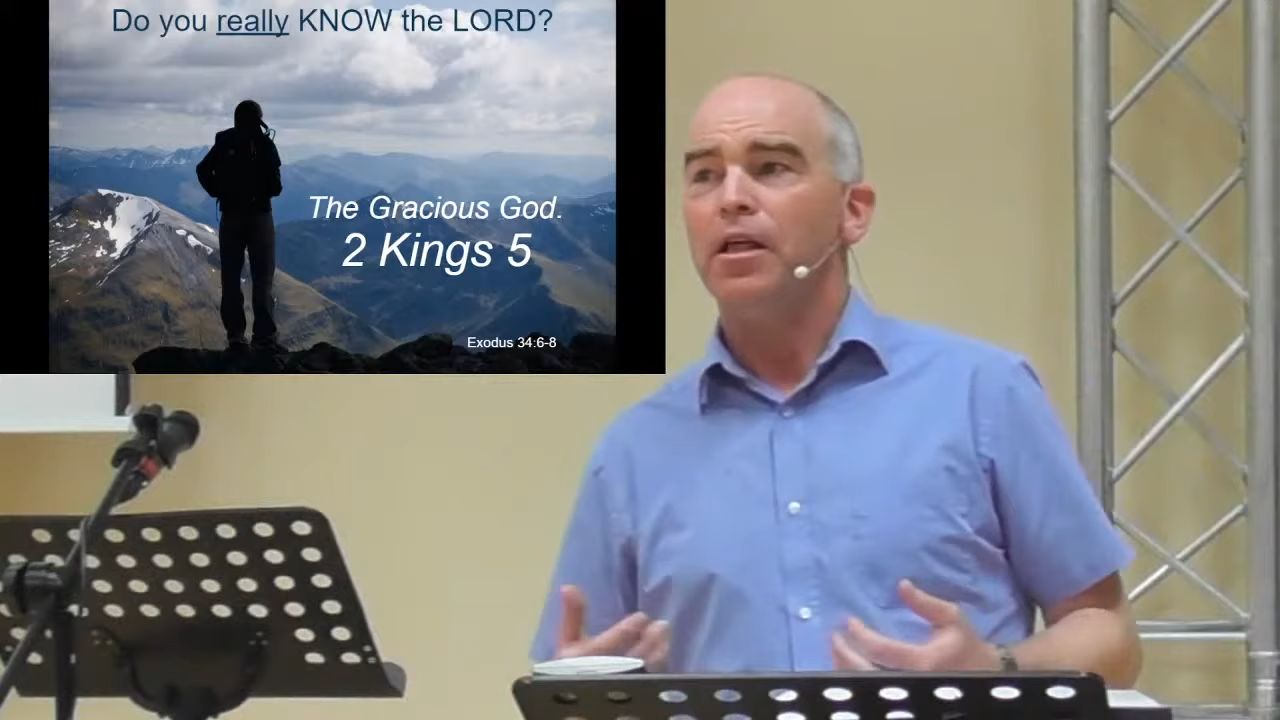 Do you really KNOW the LORD?
The Gracious God.
2 Kings 5
Exodus 34:6-8